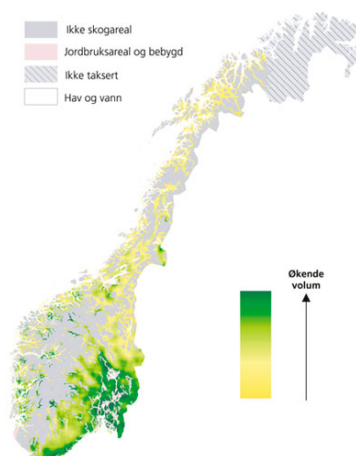 Ikke skogareal
Jordbruksareal og bebygd
Ikke taksert
Hav og vann
Økende
volum